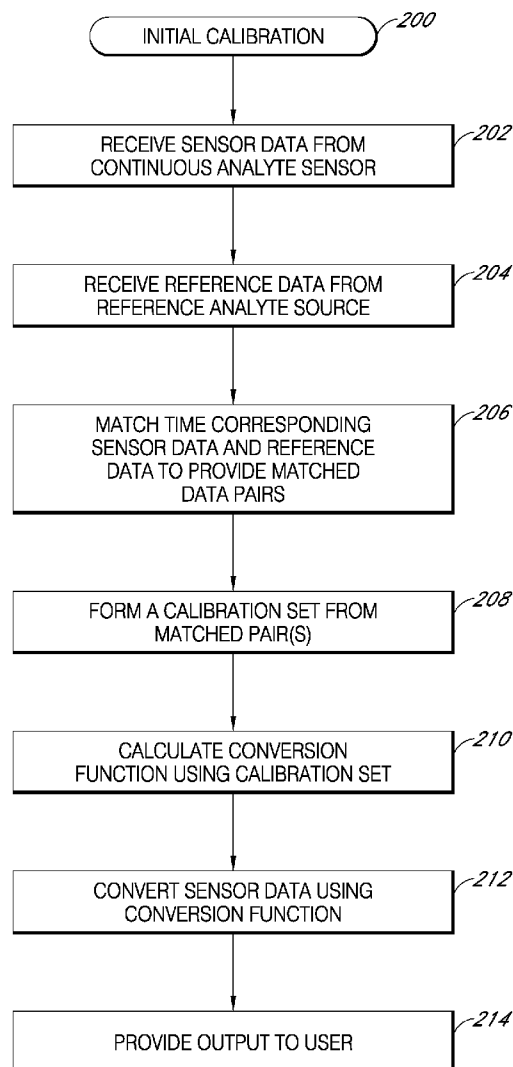 INITIAL CALIBRATION
200
RECEIVE SENSOR DATA FROM
CONTINUOUS ANALYTE SENSOR
202
RECEIVE REFERENCE DATA FROM
REFERENCE ANALYTE SOURCE
204
MATCH TIME CORRESPONDING
SENSOR DATA AND REFERENCE
DATA TO PROVIDE MATCHED
DATA PAIRS
206
FORM A CALIBRATION SET FROM
MATCHED PAIR(S)
208
CALCULATE CONVERSION
FUNCTION USING CALIBRATION SET
210
CONVERT SENSOR DATA USING
CONVERSION FUNCTION
212
PROVIDE OUTPUT TO USER
214